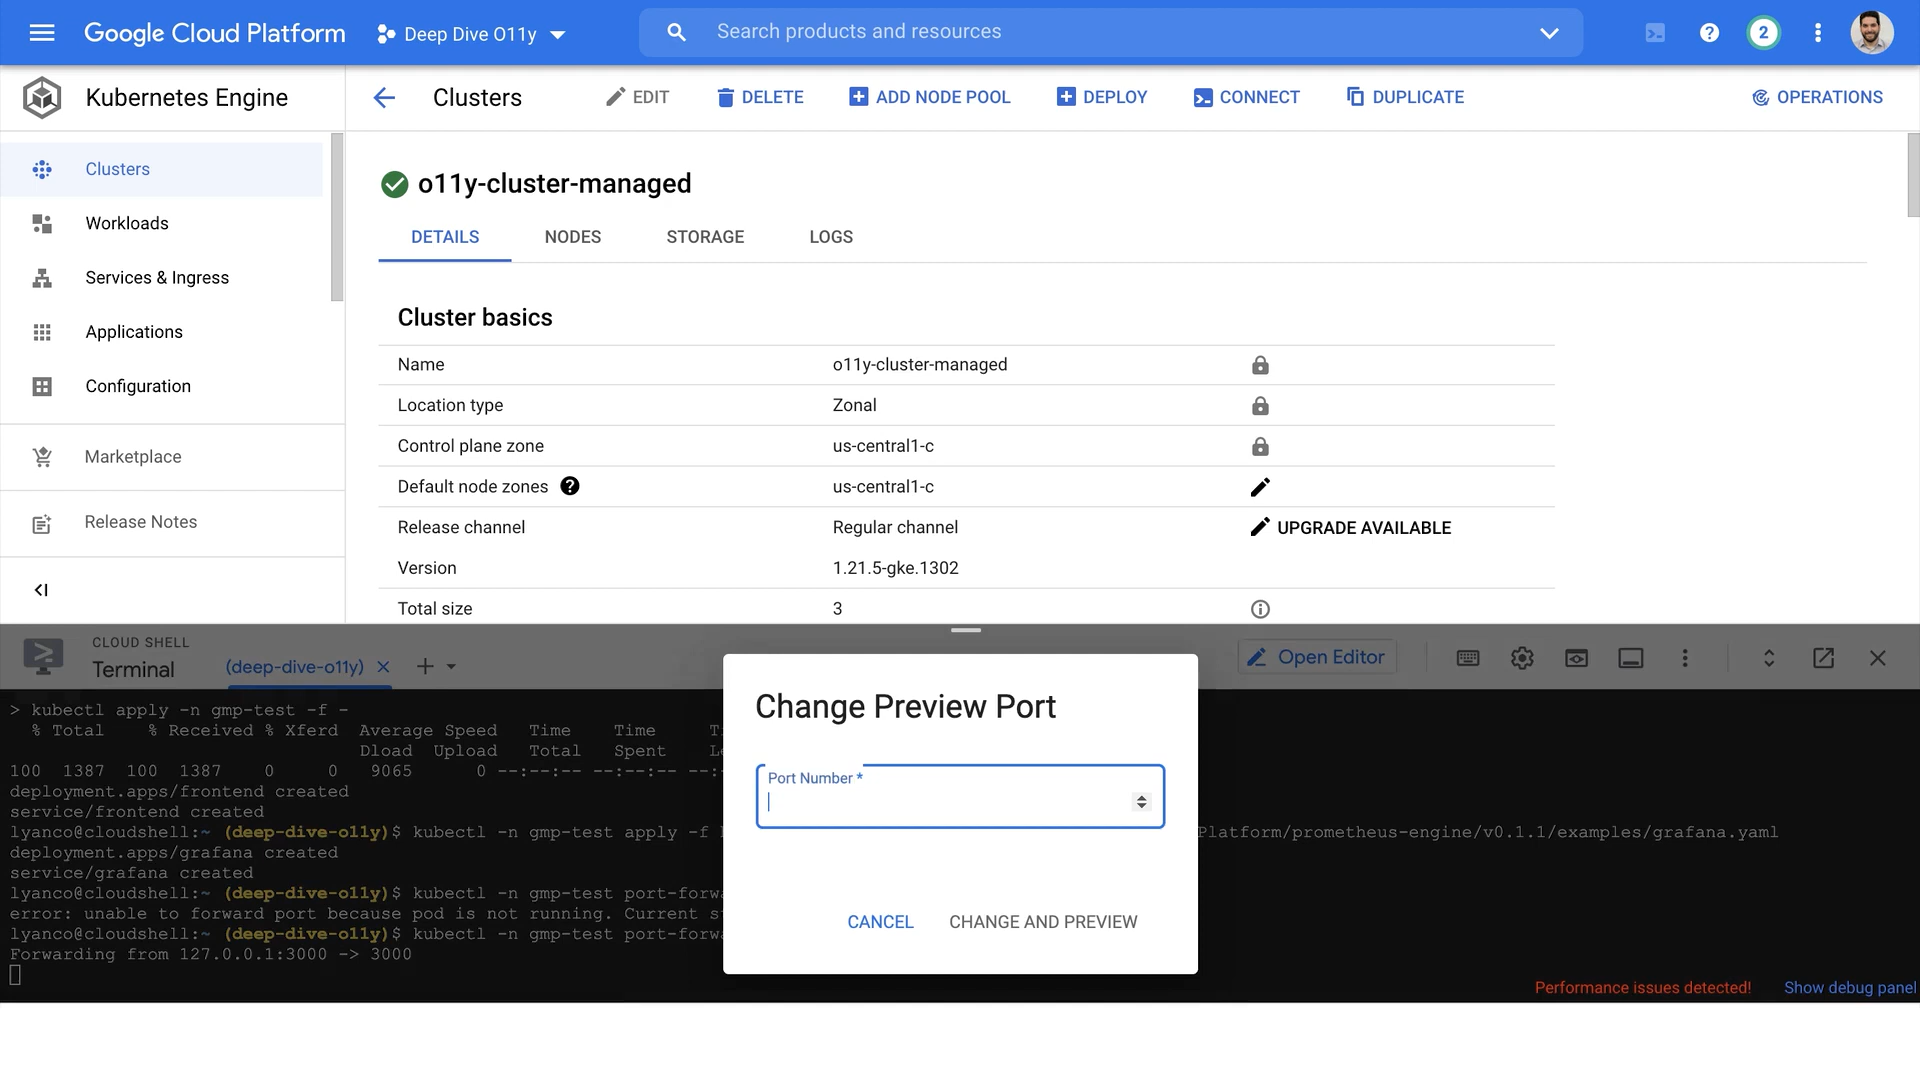 Google Cloud Platform
Deep Dive O11y
Search products and resources
2
Kubernetes Engine
Clusters
EDIT
DELETE
ADD NODE POOL
DEPLOY
CONNECT
DUPLICATE
OPERATIONS
Clusters
Workloads
Services & Ingress
Applications
Configuration
Marketplace
Release Notes
o11y-cluster-managed
DETAILS
NODES
STORAGE
LOGS
Cluster basics
Name o11y-cluster-managed
Location type Zonal
Control plane zone us-central1-c
Default node zones us-central1-c
Release channel Regular channel UPGRADE AVAILABLE
Version 1.21.5-gke.1302
Total size 3
CLOUD SHELL
Terminal
(deep-dive-o11y)
Open Editor
> kubectl apply -n gmp-test -f -
% Total % Received % Xferd Average Speed Time Time
Dload Upload Total Spent
100 1387 100 1387 0 0 9065 0 --:--:-- --:--:-- --:
deployment.apps/frontend created
service/frontend created
lyanco@cloudshell:~ (deep-dive-o11y)$ kubectl -n gmp-test apply -f Platform/prometheus-engine/v0.1.1/examples/grafana.yaml
deployment.apps/grafana created
service/grafana created
lyanco@cloudshell:~ (deep-dive-o11y)$ kubectl -n gmp-test port-forw
error: unable to forward port because pod is not running. Current s
lyanco@cloudshell:~ (deep-dive-o11y)$ kubectl -n gmp-test port-forw
Forwarding from 127.0.0.1:3000 -> 3000
Change Preview Port
Port Number *
CANCEL
CHANGE AND PREVIEW
Performance issues detected!
Show debug panel